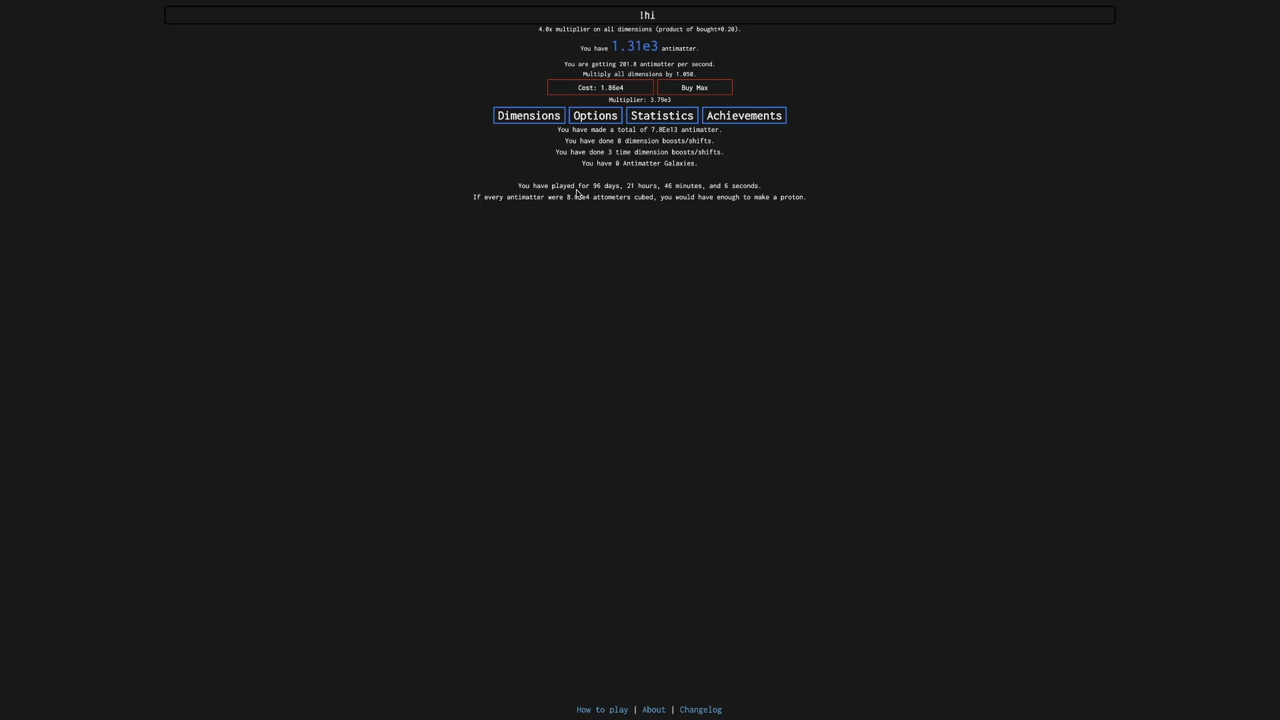 !hi
4.0x multiplier on all dimensions (product of bought*0.20).
You have 1.31e3 antimatter.
You are getting 201.8 antimatter per second.
Multiply all dimensions by 1.050.
Cost: 1.86e4 Buy Max
Multiplier: 3.79e3
Dimensions Options Statistics Achievements
You have made a total of 7.8Ee13 antimatter.
You have done 0 dimension boosts/shifts.
You have done 3 time dimension boosts/shifts.
You have 0 Antimatter Galaxies.
You have played for 96 days, 21 hours, 46 minutes, and 6 seconds.
If every antimatter were attometers cubed, you would have enough to make a proton.
How to play | About | Changelog